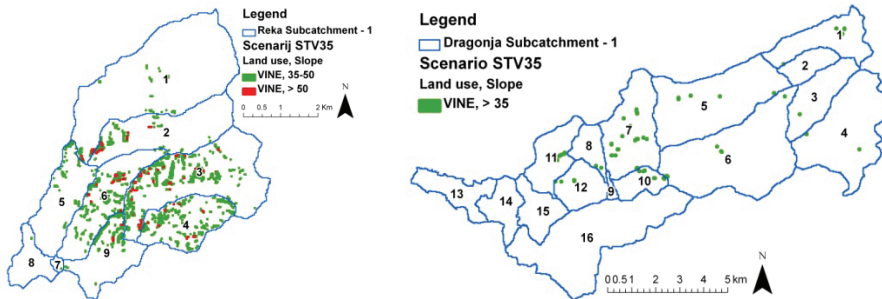 Legend
Reka Subcatchment - 1
Scenarij STV35
Land use, Slope
VINE, 35-50
VINE, > 50
0 0.5 1 2 Km
N
1
2
3
4
5
6
7
8
9
Legend
Dragonja Subcatchment - 1
Scenario STV35
Land use, Slope
VINE, > 35
1
2
3
4
5
6
7
8
9
10
11
12
13
14
15
16
N
0 0.5 1 2 3 4 5 km